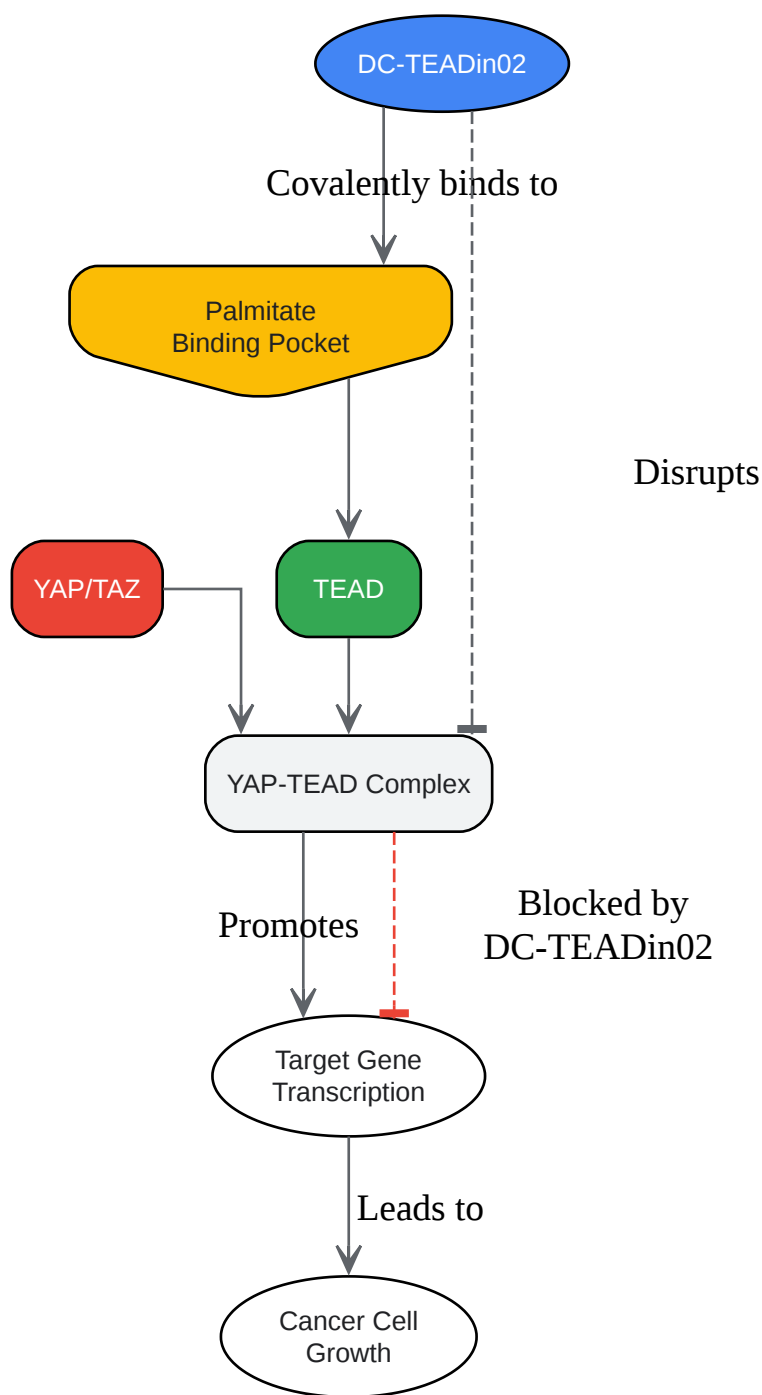 DC-TEADin02
Covalently binds to
Palmitate
Binding Pocket
Disrupts
YAP/TAZ
TEAD
YAP-TEAD Complex
Promotes
Blocked by
DC-TEADin02
Target Gene
Transcription
Leads to
Cancer Cell
Growth